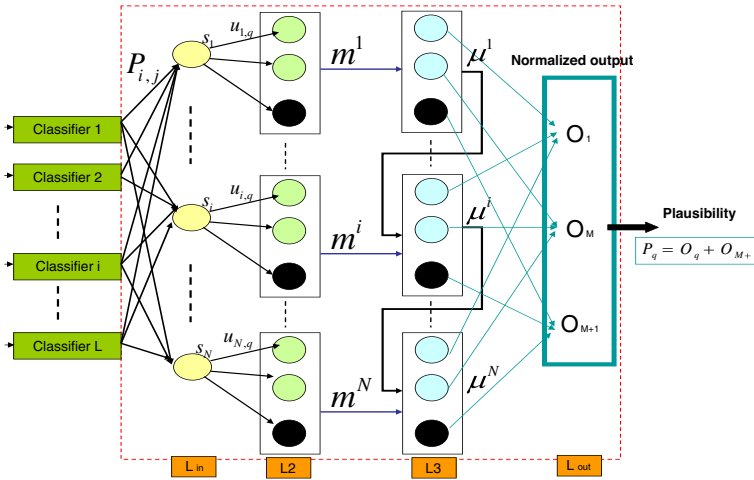 s_1
u_{1,q}
m^1
μ^1
Normalized output
P_{i,j}
Classifier 1
O_1
Classifier 2
s_i
u_{i,q}
m^i
μ^i
Plausibility
O_M
P_q = O_q + O_{M+
Classifier i
O_{M+1}
Classifier L
s_N
u_{N,q}
m^N
μ^N
L in
L2
L3
L out